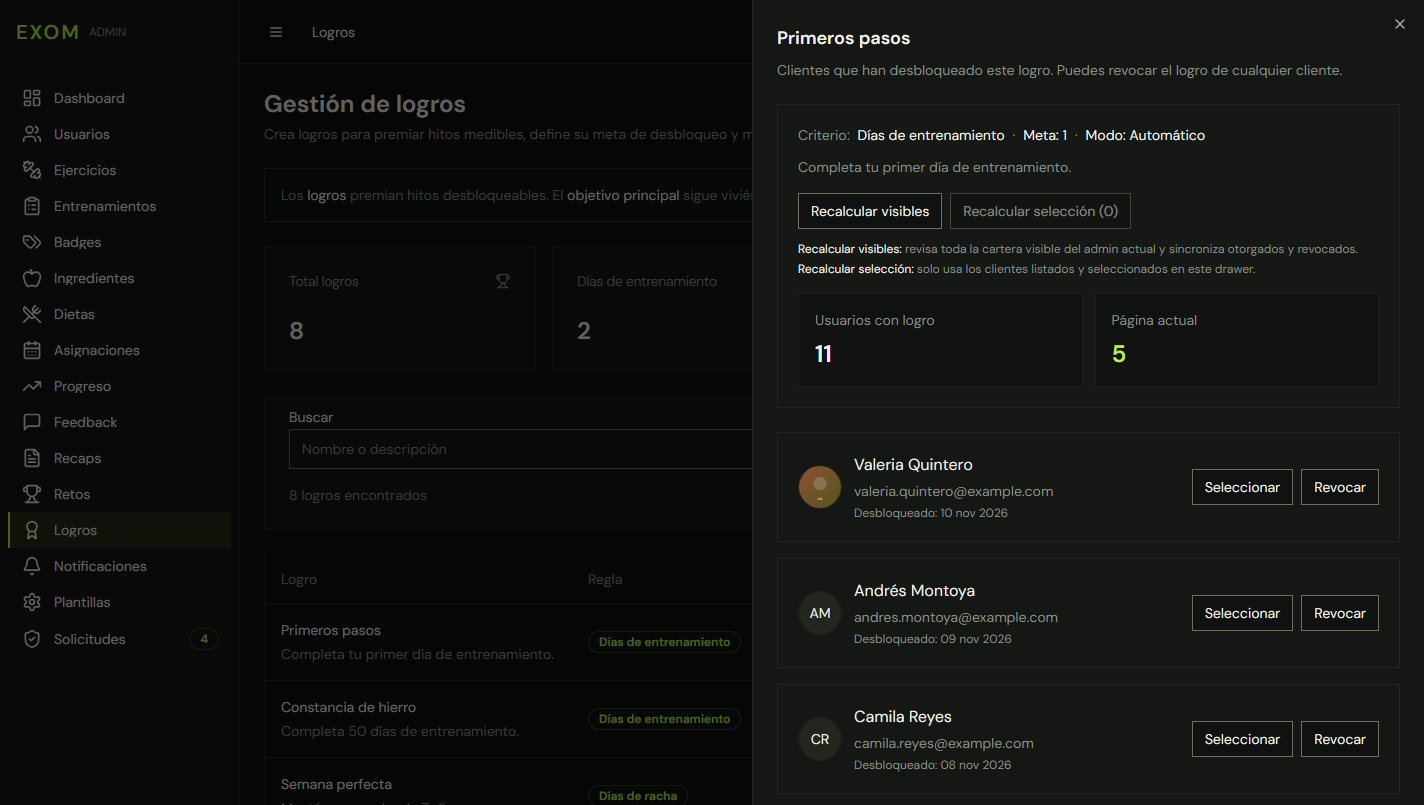 EXOM ADMIN
Dashboard
Usuarios
Ejercicios
Entrenamientos
Badges
Ingredientes
Dietas
Asignaciones
Progreso
Feedback
Recaps
Retos
Logros
Notificaciones
Plantillas
Solicitudes 4
Logros
Gestión de logros
Crea logros para premiar hitos medibles, define su meta de desbloqueo y m
Los logros premian hitos desbloqueables. El objetivo principal sigue vivié
Total logros
8
Días de entrenamiento
2
Buscar
Nombre o descripción
8 logros encontrados
Logro Regla
Primeros pasos
Completa tu primer día de entrenamiento.
Días de entrenamiento
Constancia de hierro
Completa 50 días de entrenamiento.
Días de entrenamiento
Semana perfecta
Días de racha
Primeros pasos
Clientes que han desbloqueado este logro. Puedes revocar el logro de cualquier cliente.
Criterio: Días de entrenamiento · Meta: 1 · Modo: Automático
Completa tu primer día de entrenamiento.
Recalcular visibles Recalcular selección (0)
Recalcular visibles: revisa toda la cartera visible del admin actual y sincroniza otorgados y revocados.
Recalcular selección: solo usa los clientes listados y seleccionados en este drawer.
Usuarios con logro
11
Página actual
5
Valeria Quintero
valeria.quintero@example.com
Desbloqueado: 10 nov 2026
Seleccionar Revocar
AM
Andrés Montoya
andres.montoya@example.com
Desbloqueado: 09 nov 2026
Seleccionar Revocar
CR
Camila Reyes
camila.reyes@example.com
Desbloqueado: 08 nov 2026
Seleccionar Revocar